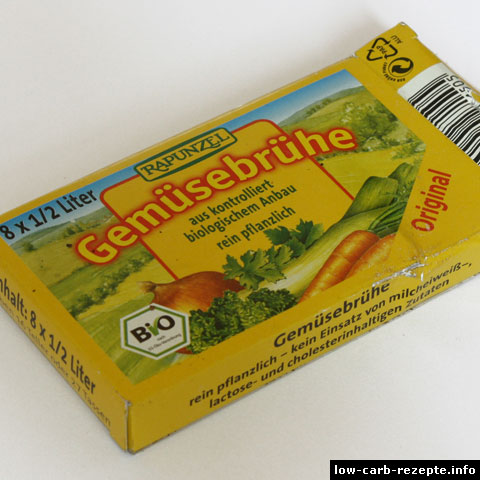 RAPUNZEL
8 x 1/2 Liter
Gemüsebrühe
aus kontrolliert
biologischem Anbau
rein pflanzlich
Original
BIO
Gemüsebrühe
rein pflanzlich – kein Einsatz von milcheiweiß-,
lactose- und cholesterinhaltigen Zutaten
nhalt: 8 x 1/2 Liter
PAP
low-carb-rezepte.info